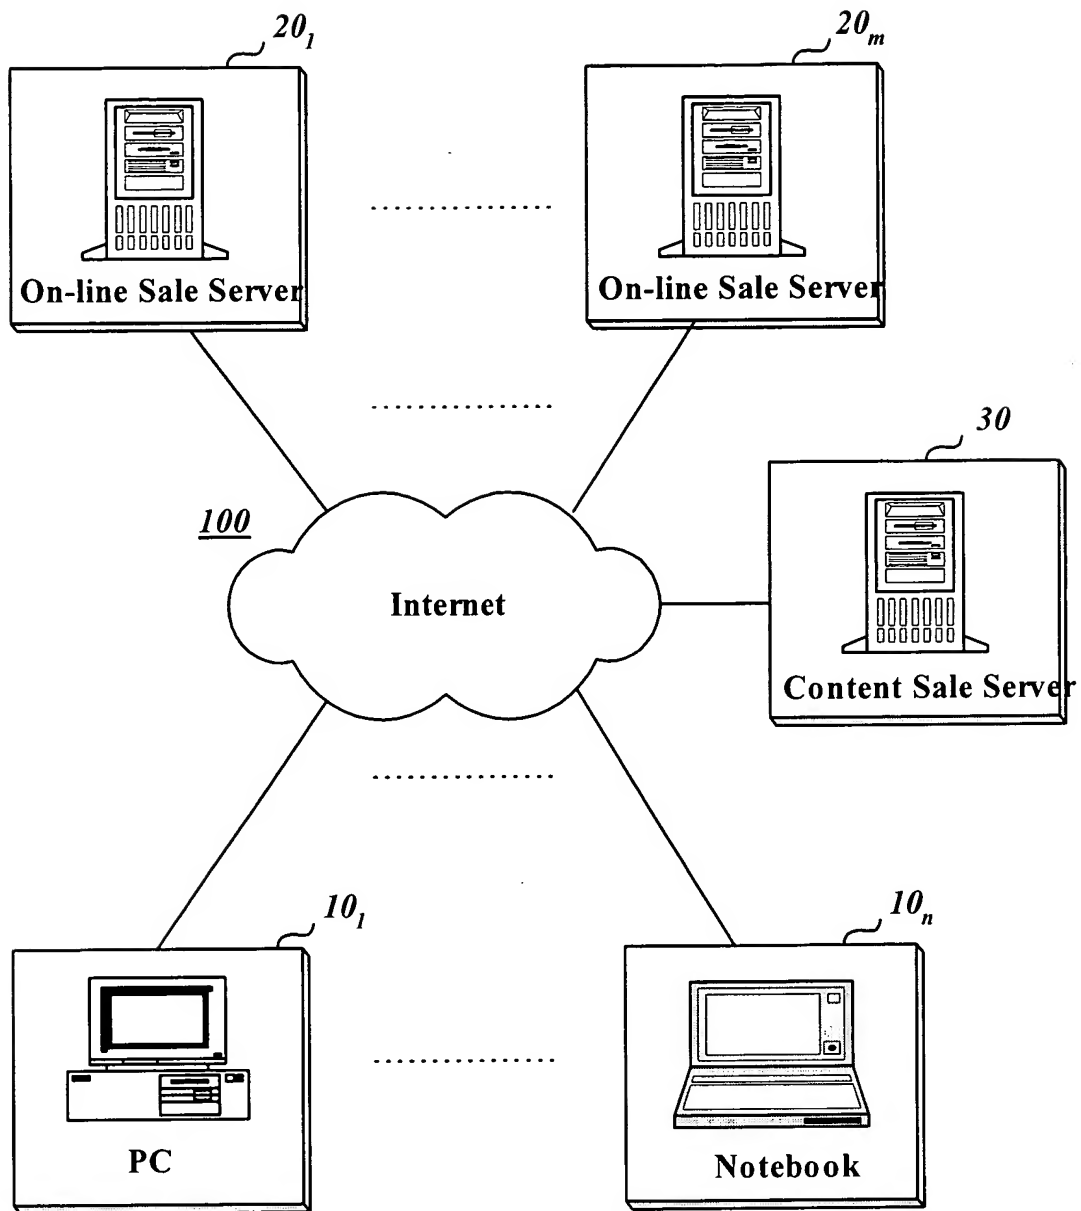 20₁
20ₘ
On-line Sale Server
On-line Sale Server
30
100
Internet
Content Sale Server
10₁
10ₙ
PC
Notebook